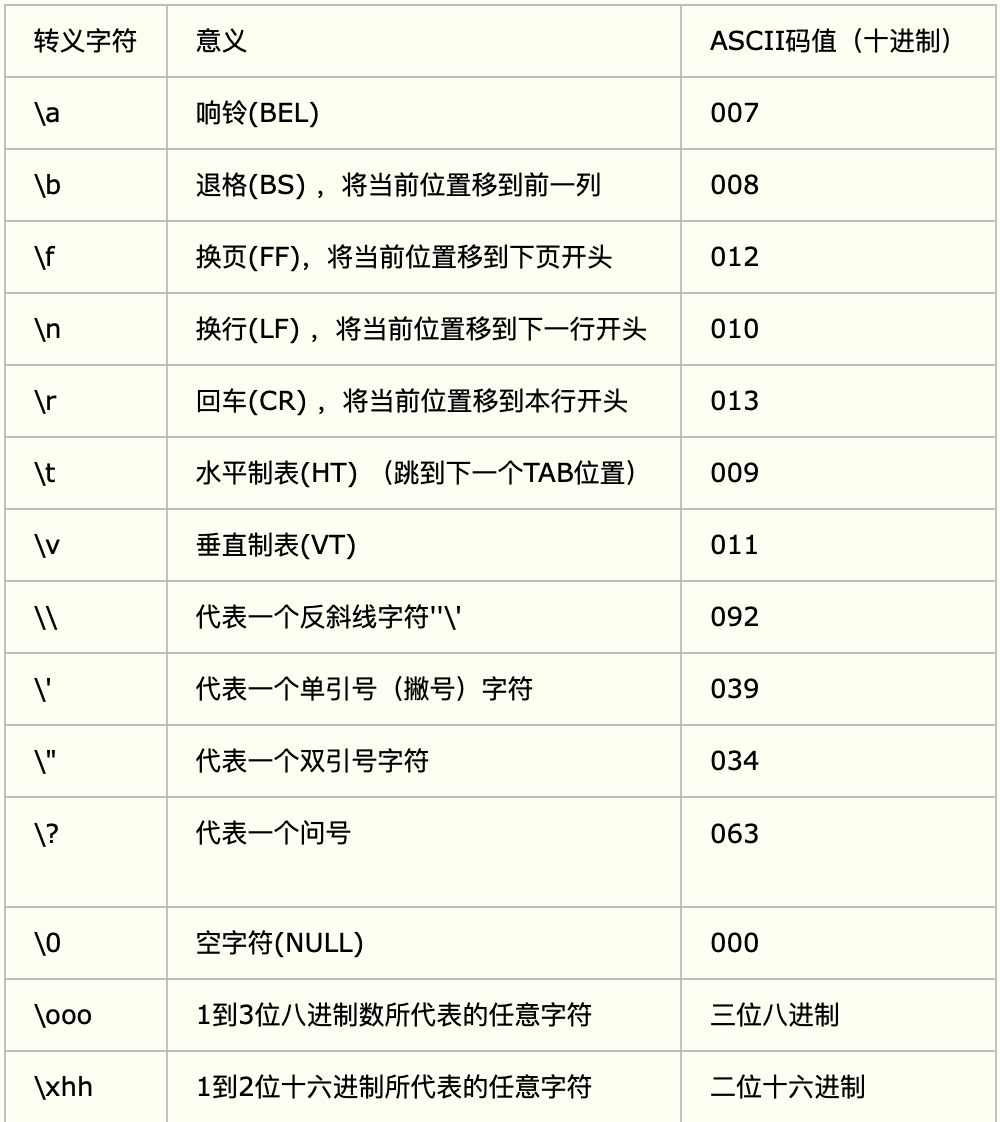 转义字符 意义 ASCII码值（十进制）
\a 响铃(BEL) 007
\b 退格(BS) ，将当前位置移到前一列 008
\f 换页(FF)，将当前位置移到下页开头 012
\n 换行(LF) ，将当前位置移到下一行开头 010
\r 回车(CR) ，将当前位置移到本行开头 013
\t 水平制表(HT) （跳到下一个TAB位置） 009
\v 垂直制表(VT) 011
\\ 代表一个反斜线字符''\' 092
\' 代表一个单引号（撇号）字符 039
\" 代表一个双引号字符 034
\? 代表一个问号 063
\0 空字符(NULL) 000
\ooo 1到3位八进制数所代表的任意字符 三位八进制
\xhh 1到2位十六进制所代表的任意字符 二位十六进制